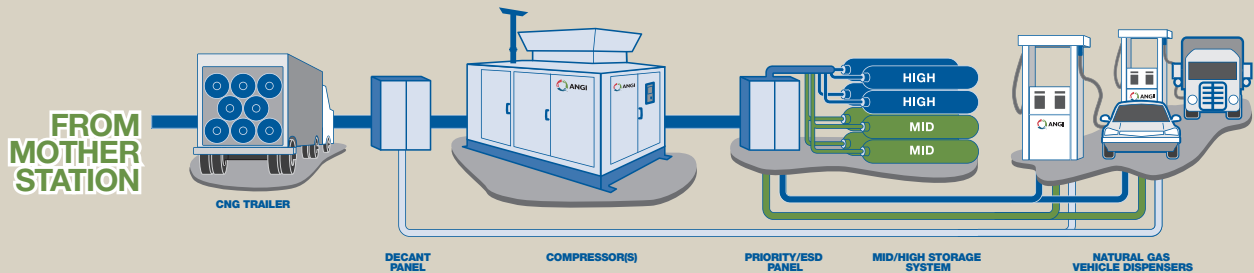 FROM
MOTHER
STATION
CNG TRAILER
DECANT
PANEL
ANGI
ANGI
COMPRESSOR(S)
PRIORITY/ESD
PANEL
HIGH
HIGH
MID
MID
MID/HIGH STORAGE
SYSTEM
ANGI
ANGI
NATURAL GAS
VEHICLE DISPENSERS